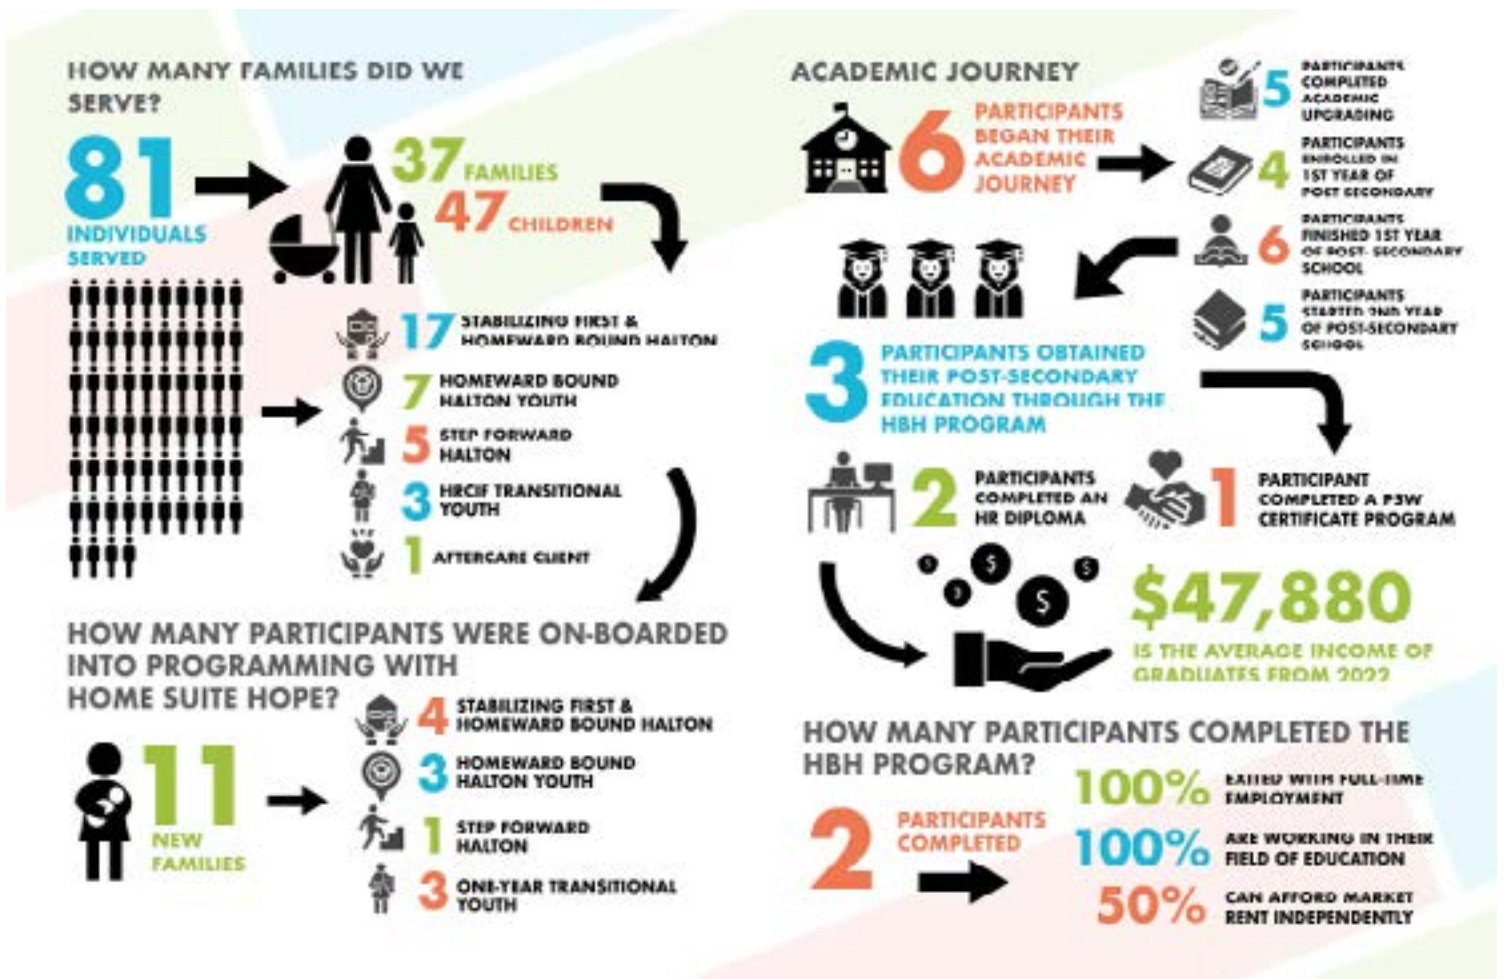 HOW MANY FAMILIES DID WE
SERVE?
81
INDIVIDUALS
SERVED
37 FAMILIES
47 CHILDREN
17 STABILIZING FIRST &
HOMEWARD BOUND HALTON
7 HOMEWARD BOUND
HALTON YOUTH
5 STEP FORWARD
HALTON
3 HRCIF TRANSITIONAL
YOUTH
1 AFTERCARE CLIENT
HOW MANY PARTICIPANTS WERE ON-BOARDED
INTO PROGRAMMING WITH
HOME SUITE HOPE?
11
NEW
FAMILIES
4 STABILIZING FIRST &
HOMEWARD BOUND HALTON
3 HOMEWARD BOUND
HALTON YOUTH
1 STEP FORWARD
HALTON
3 ONE-YEAR TRANSITIONAL
YOUTH
ACADEMIC JOURNEY
6 PARTICIPANTS
BEGAN THEIR
ACADEMIC
JOURNEY
5 PARTICIPANTS
COMPLETED
ACADEMIC
UPGRADING
4 PARTICIPANTS
ENROLLED IN
1ST YEAR OF
POST SECONDARY
6 PARTICIPANTS
FINISHED 1ST YEAR
OF POST- SECONDARY
SCHOOL
5 PARTICIPANTS
STARTED 2ND YEAR
OF POST-SECONDARY
SCHOOL
3 PARTICIPANTS OBTAINED
THEIR POST-SECONDARY
EDUCATION THROUGH THE
HBH PROGRAM
2 PARTICIPANTS
COMPLETED AN
HR DIPLOMA
1 PARTICIPANT
COMPLETED A PSW
CERTIFICATE PROGRAM
$ $ $ $ $
$47,880
IS THE AVERAGE INCOME OF
GRADUATES FROM 2022
HOW MANY PARTICIPANTS COMPLETED THE
HBH PROGRAM?
2 PARTICIPANTS
COMPLETED
100% EXITED WITH FULL-TIME
EMPLOYMENT
100% ARE WORKING IN THEIR
FIELD OF EDUCATION
50% CAN AFFORD MARKET
RENT INDEPENDENTLY